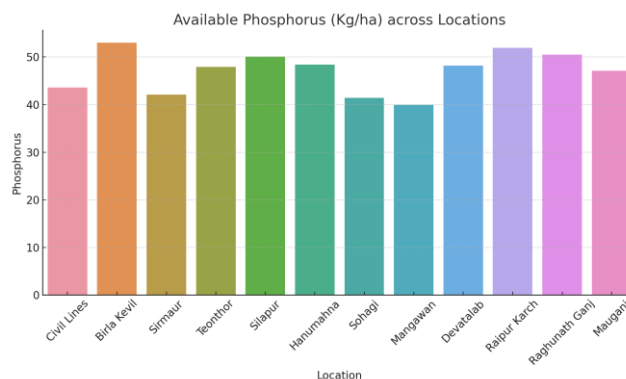 Available Phosphorus (Kg/ha) across Locations
Phosphorus
50
40
30
20
10
0
Civil Lines
Birla Kevil
Sirmaur
Teonthor
Silapur
Hanumahna
Sohagi
Mangawan
Devatalab
Raipur Karch
Raghunath Ganj
Mauganj
Location